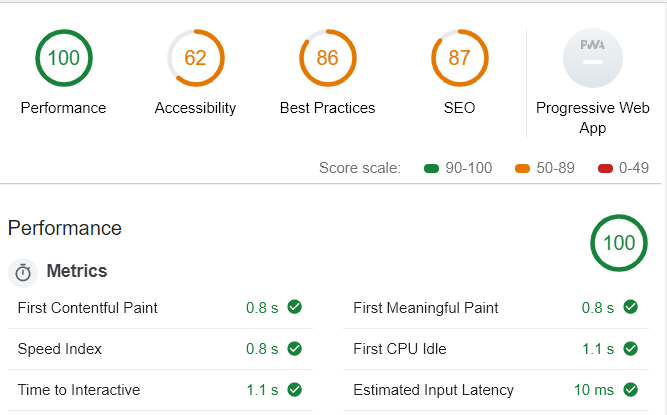 100 62 86 87 PWA
Performance Accessibility Best Practices SEO Progressive Web
App
Score scale: 90-100 50-89 0-49
Performance 100
Metrics
First Contentful Paint 0.8 s First Meaningful Paint 0.8 s
Speed Index 0.8 s First CPU Idle 1.1 s
Time to Interactive 1.1 s Estimated Input Latency 10 ms